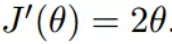 J′(θ) = 2θ.